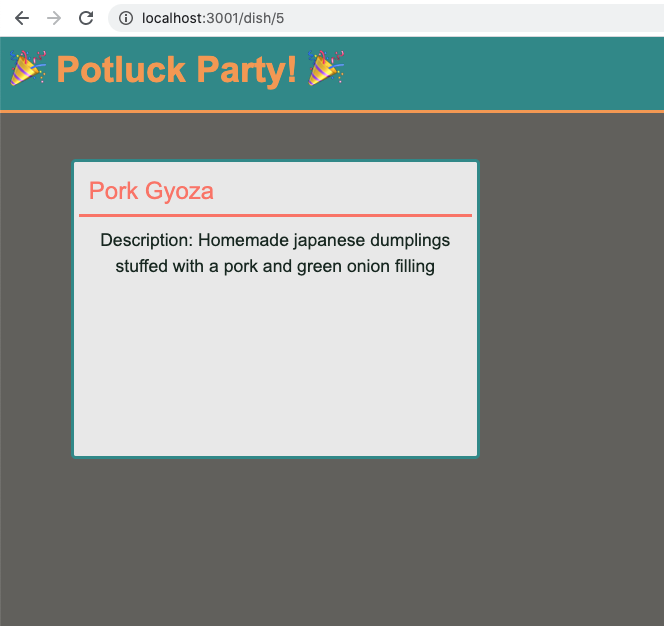 localhost:3001/dish/5
🎉 Potluck Party! 🎉
Pork Gyoza
Description: Homemade japanese dumplings
stuffed with a pork and green onion filling